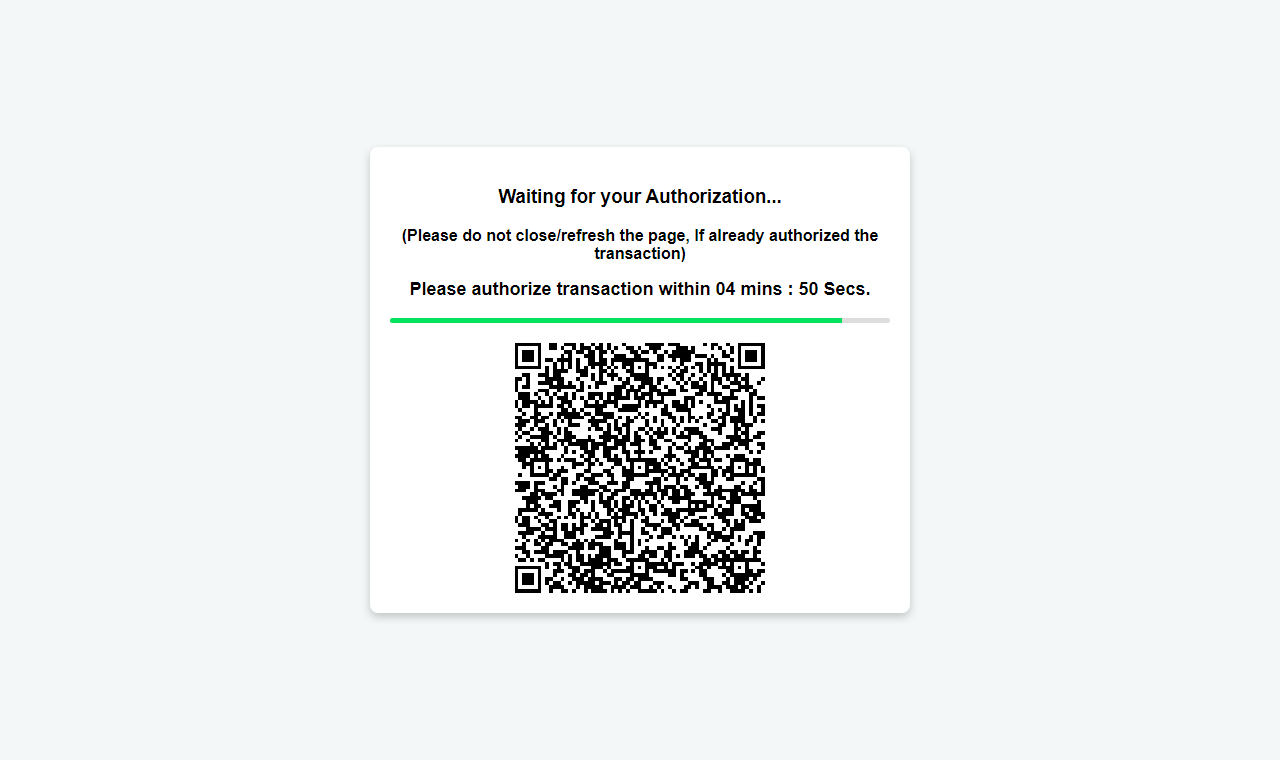 Waiting for your Authorization...
(Please do not close/refresh the page, If already authorized the
transaction)
Please authorize transaction within 04 mins : 50 Secs.